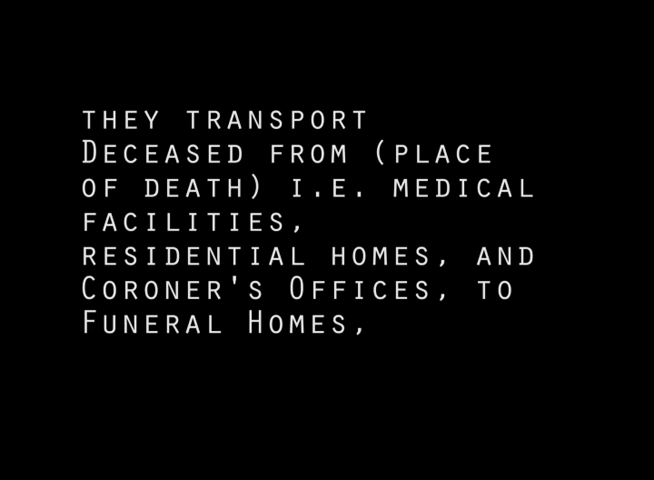 THEY TRANSPORT
DECEASED FROM (PLACE
OF DEATH) I.E. MEDICAL
FACILITIES,
RESIDENTIAL HOMES, AND
CORONER'S OFFICES, TO
FUNERAL HOMES,